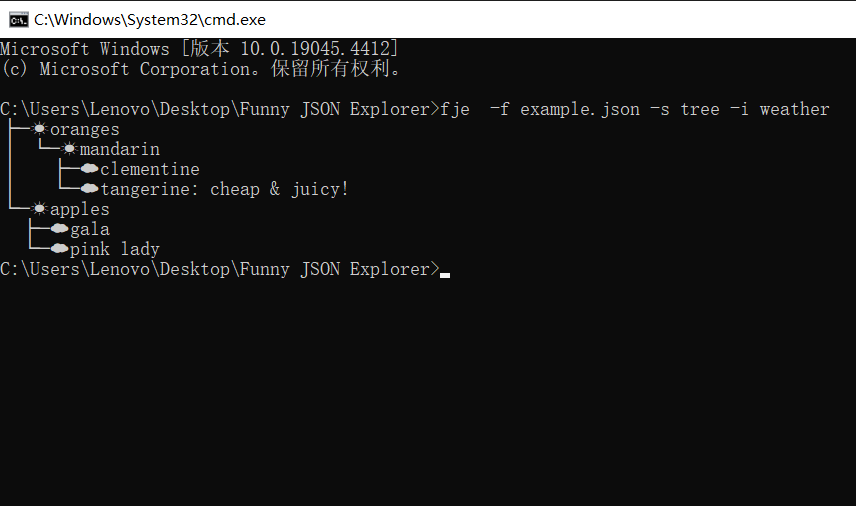 C:\Windows\System32\cmd.exe
Microsoft Windows [版本 10.0.19045.4412]
(c) Microsoft Corporation。保留所有权利。
C:\Users\Lenovo\Desktop\Funny JSON Explorer>fje  -f example.json -s tree -i weather
├─☀oranges
│  └─☀mandarin
│     ├─☁clementine
│     └─☁tangerine: cheap & juicy!
└─☀apples
   ├─☁gala
   └─☁pink lady
C:\Users\Lenovo\Desktop\Funny JSON Explorer>